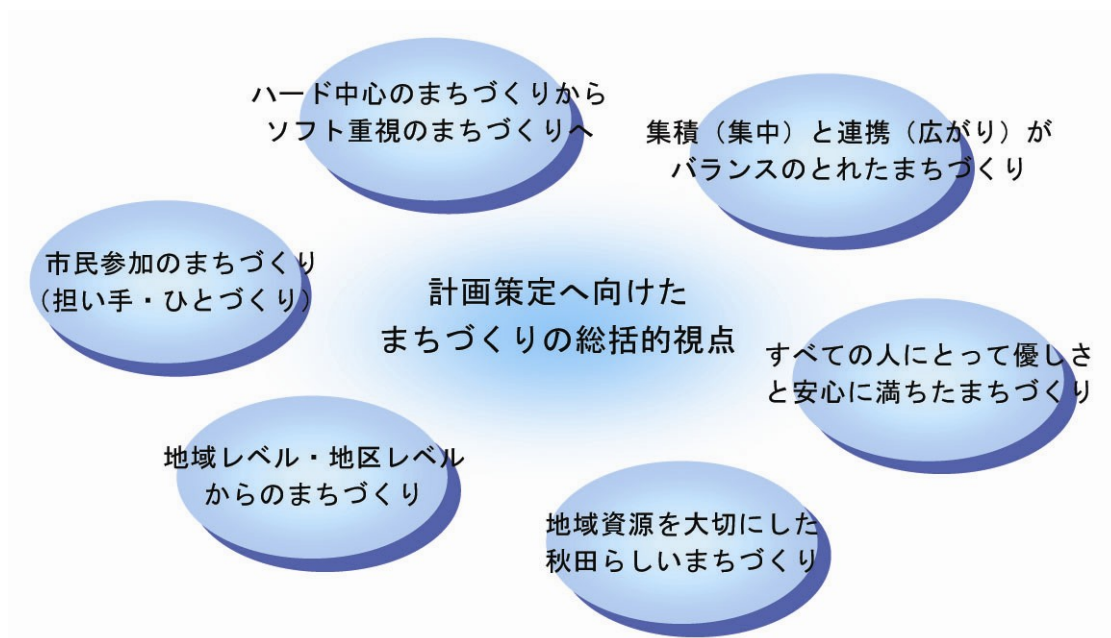 ハード中心のまちづくりから
ソフト重視のまちづくりへ
集積（集中）と連携（広がり）が
バランスのとれたまちづくり
市民参加のまちづくり
（担い手・ひとづくり）
計画策定へ向けた
まちづくりの総括的視点
すべての人にとって優しさ
と安心に満ちたまちづくり
地域レベル・地区レベル
からのまちづくり
地域資源を大切にした
秋田らしいまちづくり